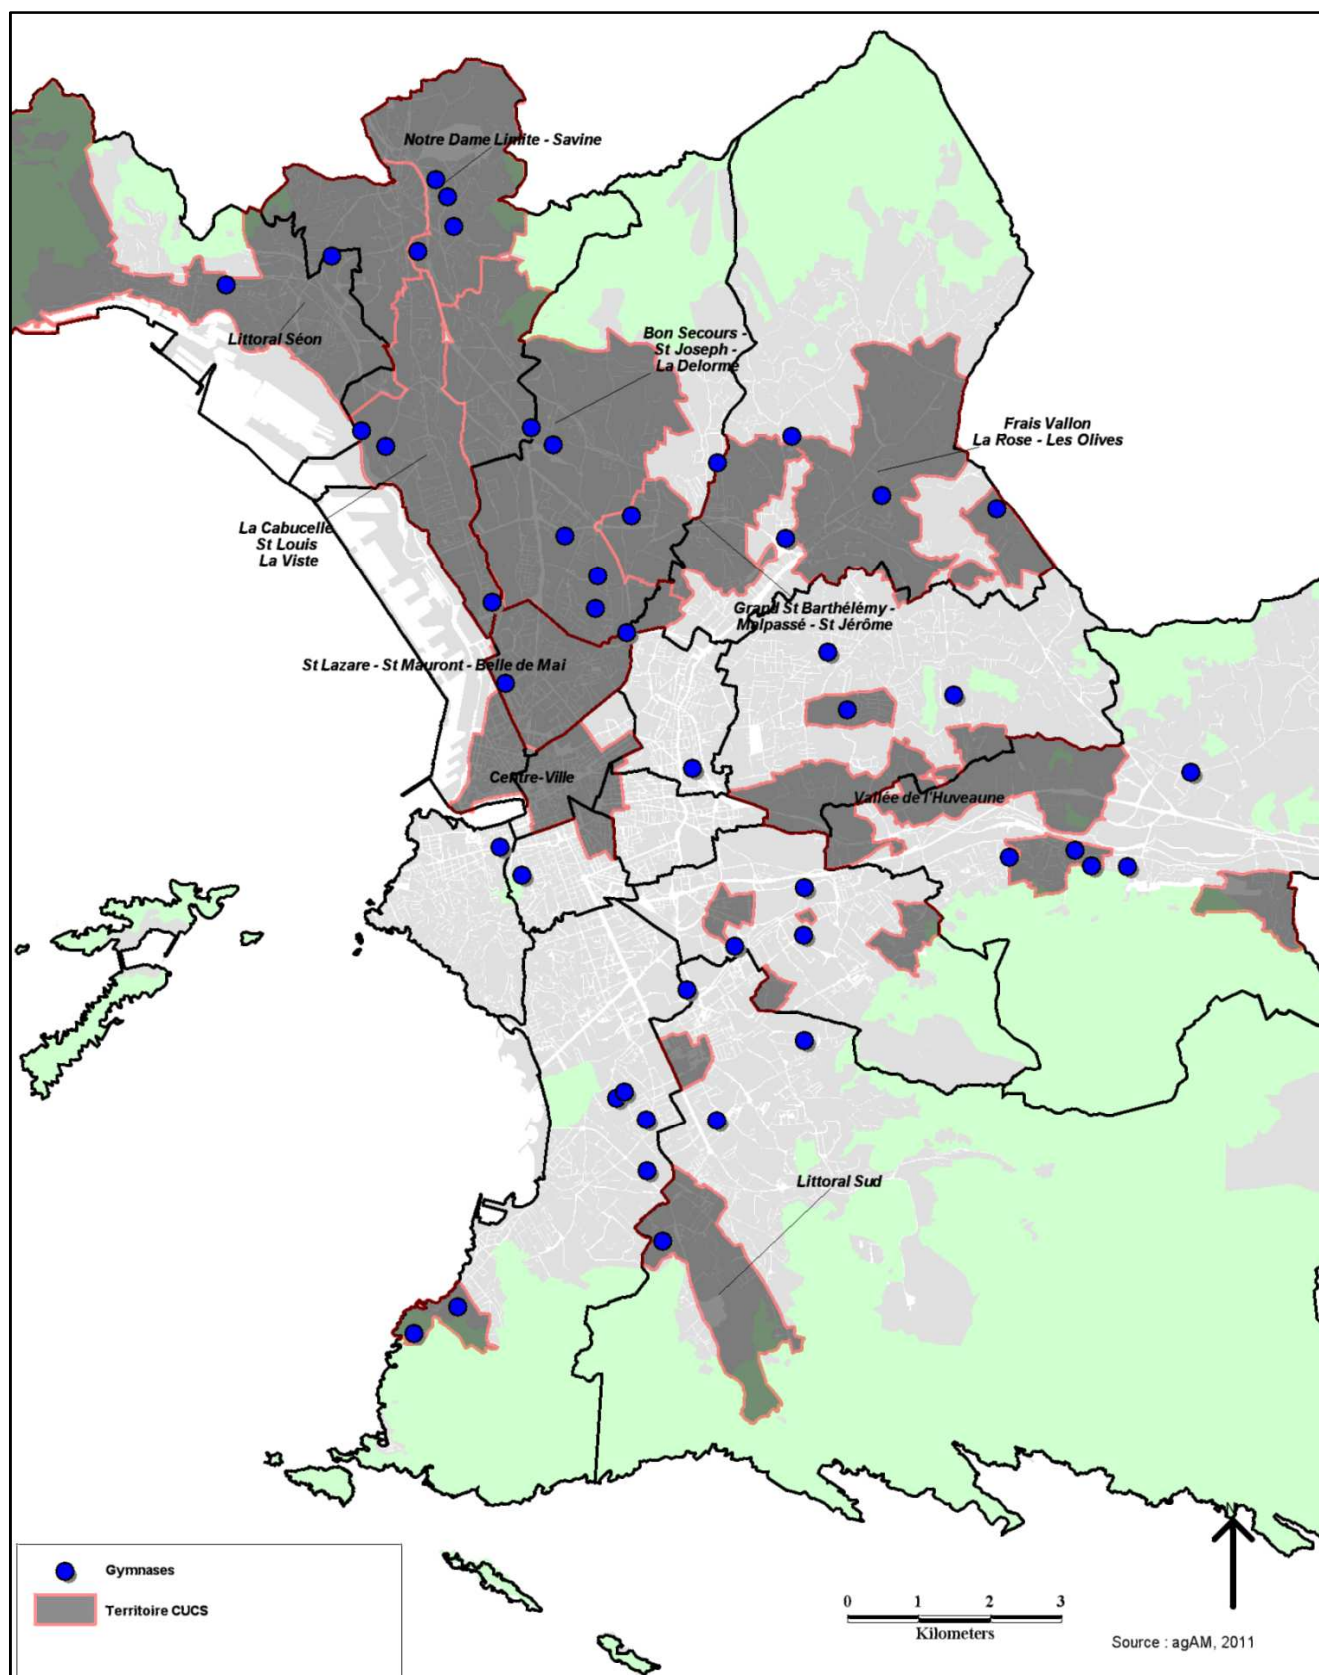 Notre Dame Limite - Savine
Littoral Séon
Bon Secours -
St Joseph -
La Delorme
Frais Vallon
La Rose - Les Olives
La Cabucelle
St Louis
La Viste
Grand St Barthélémy -
Malpassé - St Jérôme
St Lazare - St Mauront - Belle de Mai
Centre-Ville
Vallée de l'Huveaune
Littoral Sud
N
Gymnases
Territoire CUCS
0 1 2 3
Kilometers
Source : agAM, 2011